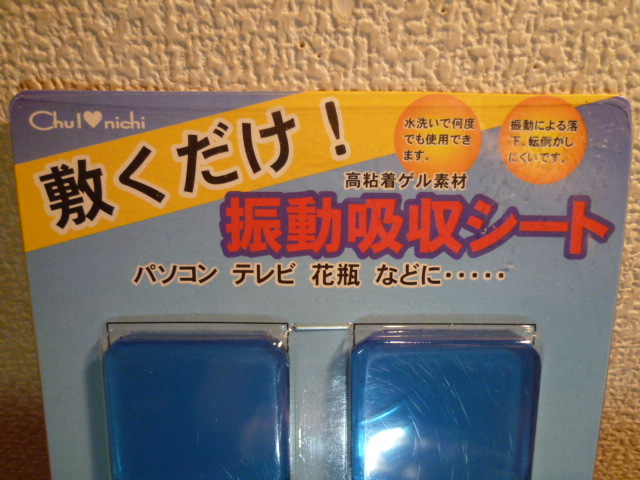 Chul♥nichi
敷くだけ!
水洗いで何度
でも使用でき
ます。
振動による落
下、転倒がし
にくいです。
高粘着ゲル素材
振動吸収シート
パソコン テレビ 花瓶 などに・・・・・